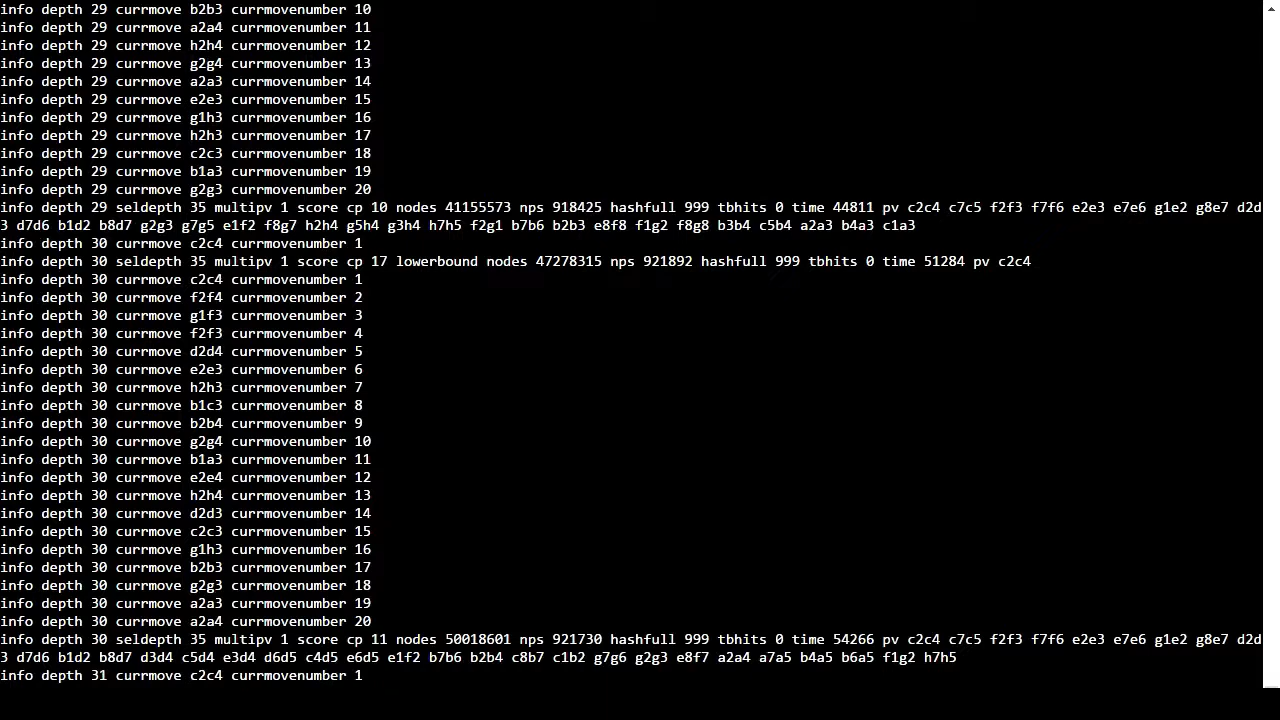 info depth 29 currmove b2b3 currmovenumber 10
info depth 29 currmove a2a4 currmovenumber 11
info depth 29 currmove h2h4 currmovenumber 12
info depth 29 currmove g2g4 currmovenumber 13
info depth 29 currmove a2a3 currmovenumber 14
info depth 29 currmove e2e3 currmovenumber 15
info depth 29 currmove g1h3 currmovenumber 16
info depth 29 currmove h2h3 currmovenumber 17
info depth 29 currmove c2c3 currmovenumber 18
info depth 29 currmove b1a3 currmovenumber 19
info depth 29 currmove g2g3 currmovenumber 20
info depth 29 seldepth 35 multipv 1 score cp 10 nodes 41155573 nps 918425 hashfull 999 tbhits 0 time 44811 pv c2c4 c7c5 f2f3 f7f6 e2e3 e7e6 g1e2 g8e7 d2d
3 d7d6 b1d2 b8d7 g2g3 g7g5 e1f2 f8g7 h2h4 g5h4 g3h4 h7h5 f2g1 b7b6 b2b3 e8f8 f1g2 f8g8 b3b4 c5b4 a2a3 b4a3 c1a3
info depth 30 currmove c2c4 currmovenumber 1
info depth 30 seldepth 35 multipv 1 score cp 17 lowerbound nodes 47278315 nps 921892 hashfull 999 tbhits 0 time 51284 pv c2c4
info depth 30 currmove c2c4 currmovenumber 1
info depth 30 currmove f2f4 currmovenumber 2
info depth 30 currmove g1f3 currmovenumber 3
info depth 30 currmove f2f3 currmovenumber 4
info depth 30 currmove d2d4 currmovenumber 5
info depth 30 currmove e2e3 currmovenumber 6
info depth 30 currmove h2h3 currmovenumber 7
info depth 30 currmove b1c3 currmovenumber 8
info depth 30 currmove b2b4 currmovenumber 9
info depth 30 currmove g2g4 currmovenumber 10
info depth 30 currmove b1a3 currmovenumber 11
info depth 30 currmove e2e4 currmovenumber 12
info depth 30 currmove h2h4 currmovenumber 13
info depth 30 currmove d2d3 currmovenumber 14
info depth 30 currmove c2c3 currmovenumber 15
info depth 30 currmove g1h3 currmovenumber 16
info depth 30 currmove b2b3 currmovenumber 17
info depth 30 currmove g2g3 currmovenumber 18
info depth 30 currmove a2a3 currmovenumber 19
info depth 30 currmove a2a4 currmovenumber 20
info depth 30 seldepth 35 multipv 1 score cp 11 nodes 50018601 nps 921730 hashfull 999 tbhits 0 time 54266 pv c2c4 c7c5 f2f3 f7f6 e2e3 e7e6 g1e2 g8e7 d2d
3 d7d6 b1d2 b8d7 d3d4 c5d4 e3d4 d6d5 c4d5 e6d5 e1f2 b7b6 b2b4 c8b7 c1b2 g7g6 g2g3 e8f7 a2a4 a7a5 b4a5 b6a5 f1g2 h7h5
info depth 31 currmove c2c4 currmovenumber 1